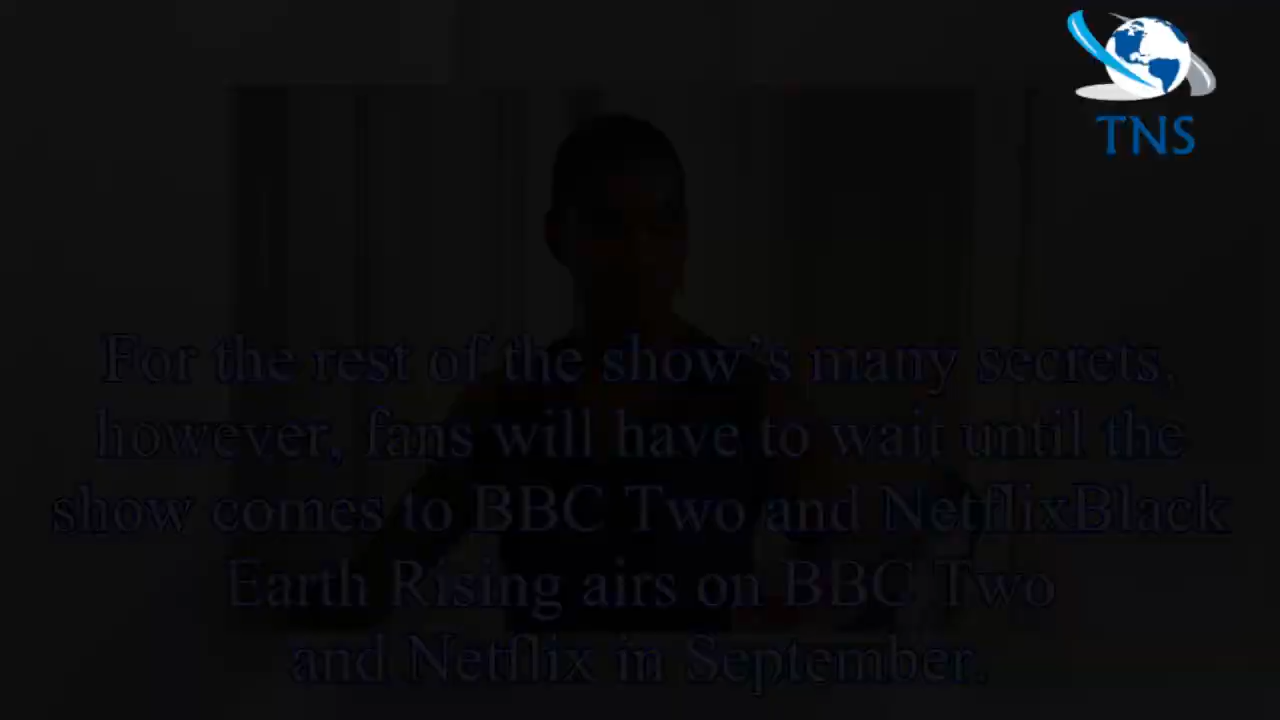 TNS
For the rest of the show's many secrets,
however, fans will have to wait until the
show comes to BBC Two and NetflixBlack
Earth Rising airs on BBC Two
and Netflix in September.